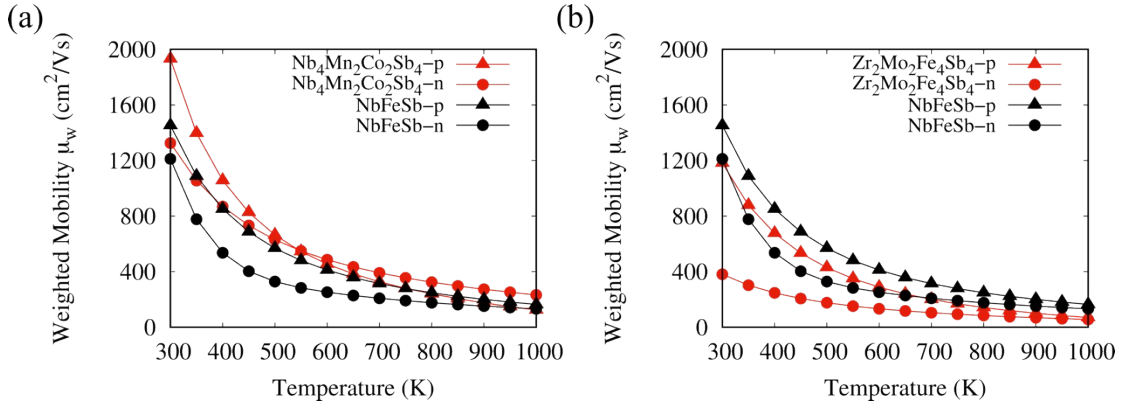 (a)
Weighted Mobility μw (cm²/Vs)
2000
1600
1200
800
400
0
Nb₄Mn₂Co₂Sb₄−p
Nb₄Mn₂Co₂Sb₄−n
NbFeSb−p
NbFeSb−n
300 400 500 600 700 800 900 1000
Temperature (K)
(b)
Weighted Mobility μw (cm²/Vs)
2000
1600
1200
800
400
0
Zr₂Mo₂Fe₄Sb₄−p
Zr₂Mo₂Fe₄Sb₄−n
NbFeSb−p
NbFeSb−n
300 400 500 600 700 800 900 1000
Temperature (K)